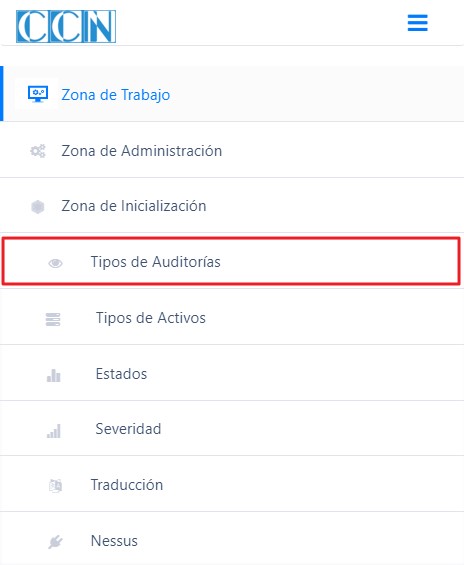 CCN
Zona de Trabajo
Zona de Administración
Zona de Inicialización
Tipos de Auditorías
Tipos de Activos
Estados
Severidad
Traducción
Nessus